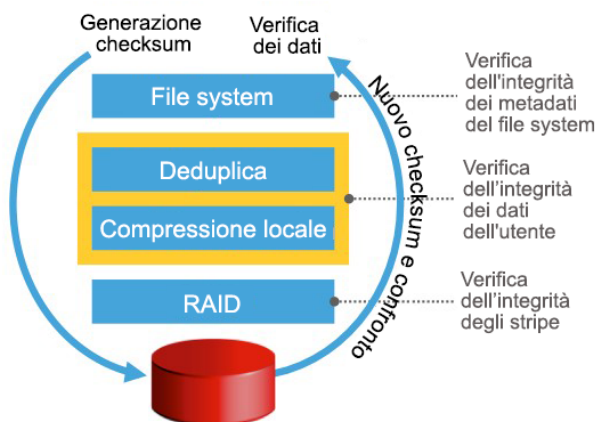 Generazione
checksum
Verifica
dei dati
File system
Deduplica
Compressione locale
RAID
Nuovo checksum e confronto
Verifica
dell'integrità
dei metadati
del file system
Verifica
dell'integrità
dei dati
dell'utente
Verifica
dell'integrità
degli stripe